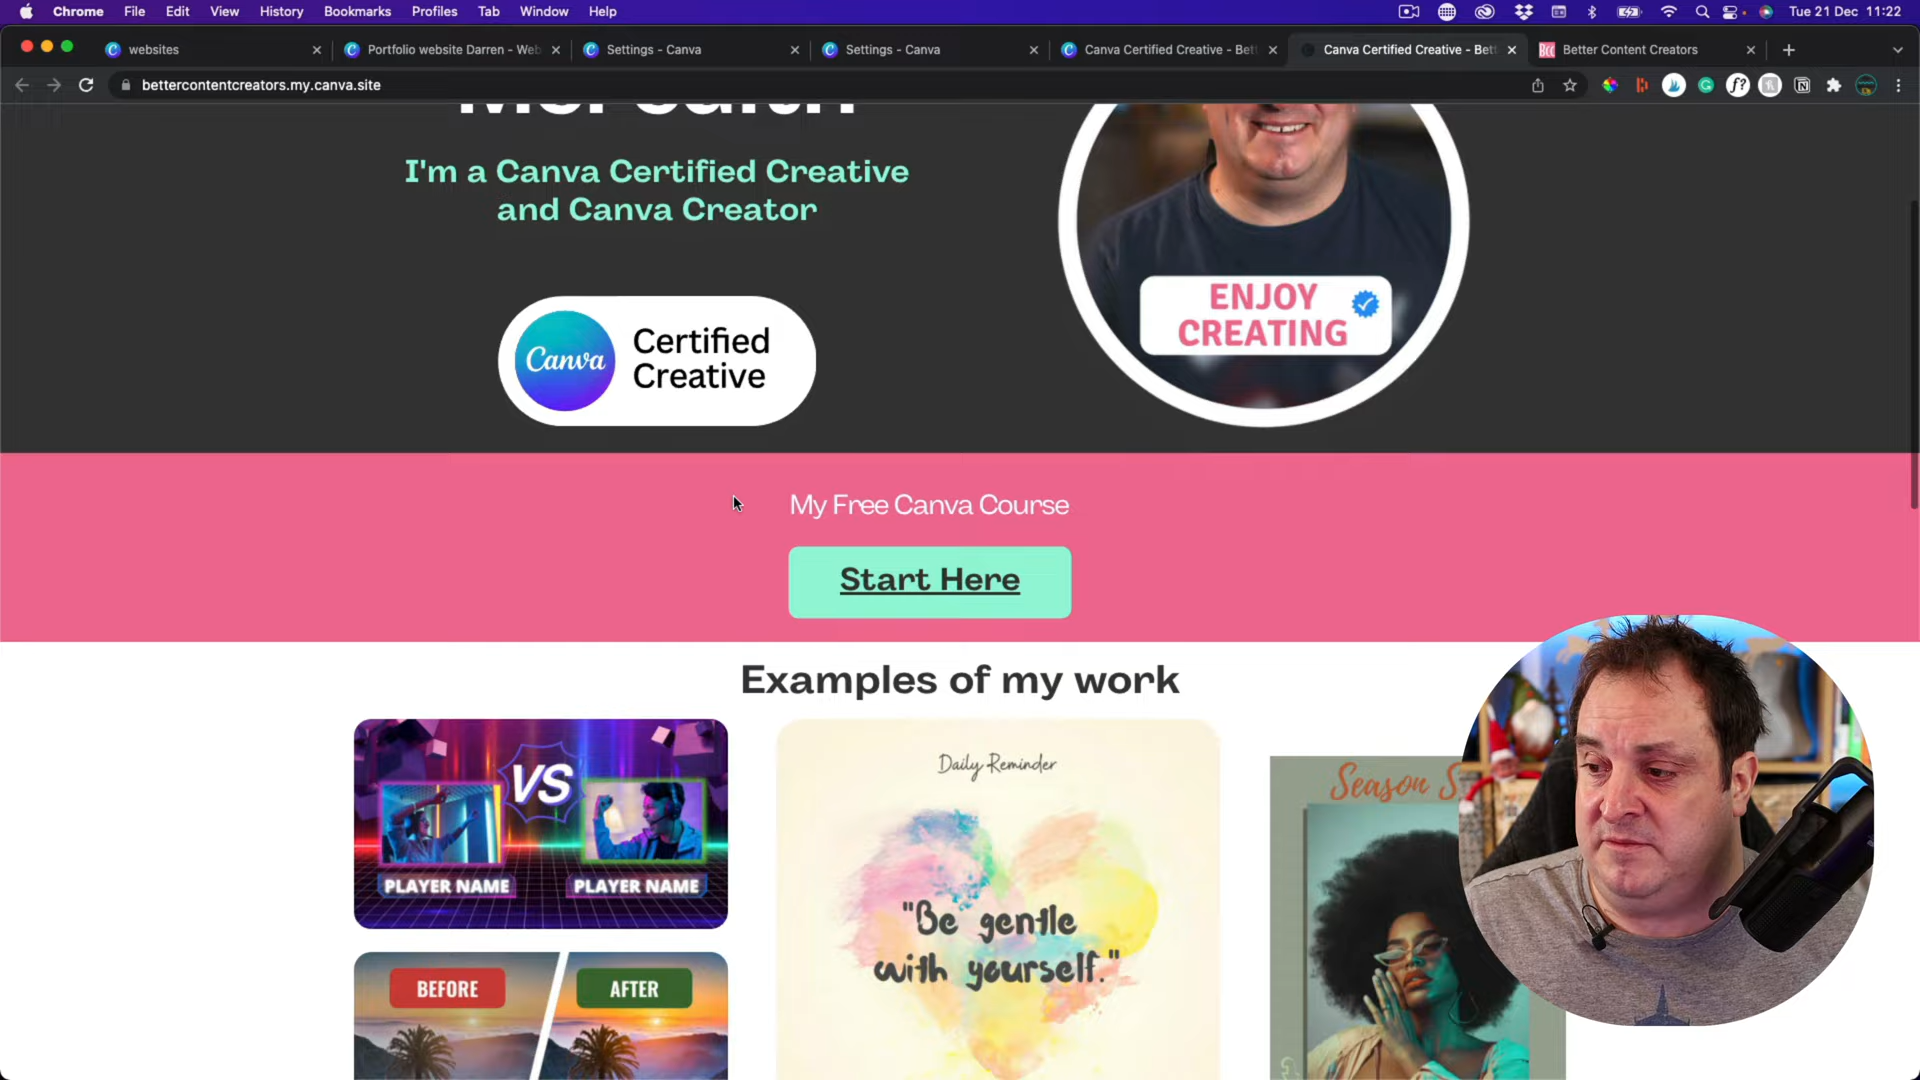 Chrome File Edit View History Bookmarks Profiles Tab Window Help
Tue 21 Dec 11:22
websites
Portfolio website Darren - Web
Settings - Canva
Settings - Canva
Canva Certified Creative - Bett
Canva Certified Creative - Bett
BCC Better Content Creators
bettercontentcreators.my.canva.site
I'm a Canva Certified Creative
and Canva Creator
Canva
Certified
Creative
ENJOY
CREATING
My Free Canva Course
Start Here
Examples of my work
VS
PLAYER NAME
PLAYER NAME
BEFORE
AFTER
Daily Reminder
"Be gentle
with yourself."
Season